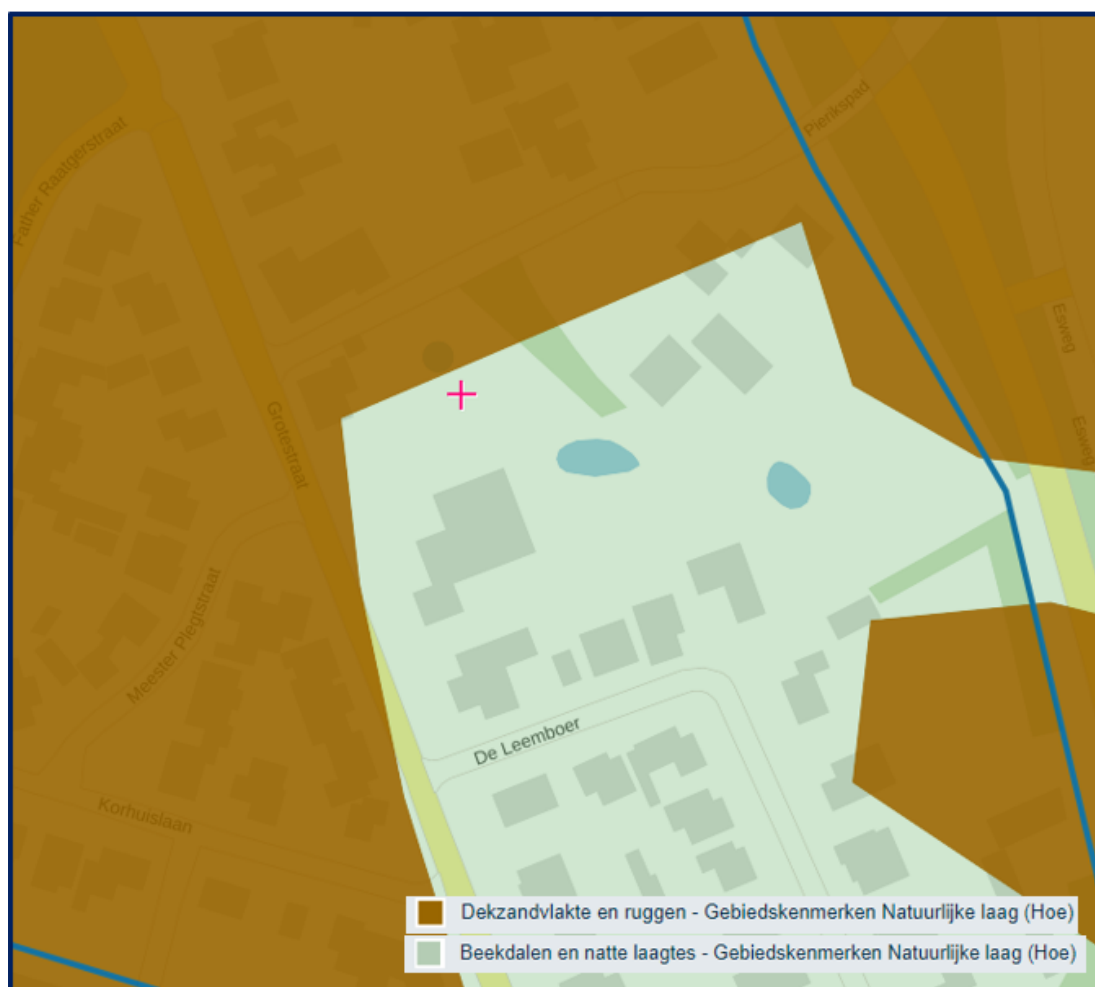 Pierikspad
Father Raatgerstraat
Esweg
Grotestraat
Esweg
Meester Plegtstraat
De Leemboer
Korhuislaan
Dekzandvlakte en ruggen - Gebiedskenmerken Natuurlijke laag (Hoe)
Beekdalen en natte laagtes - Gebiedskenmerken Natuurlijke laag (Hoe)